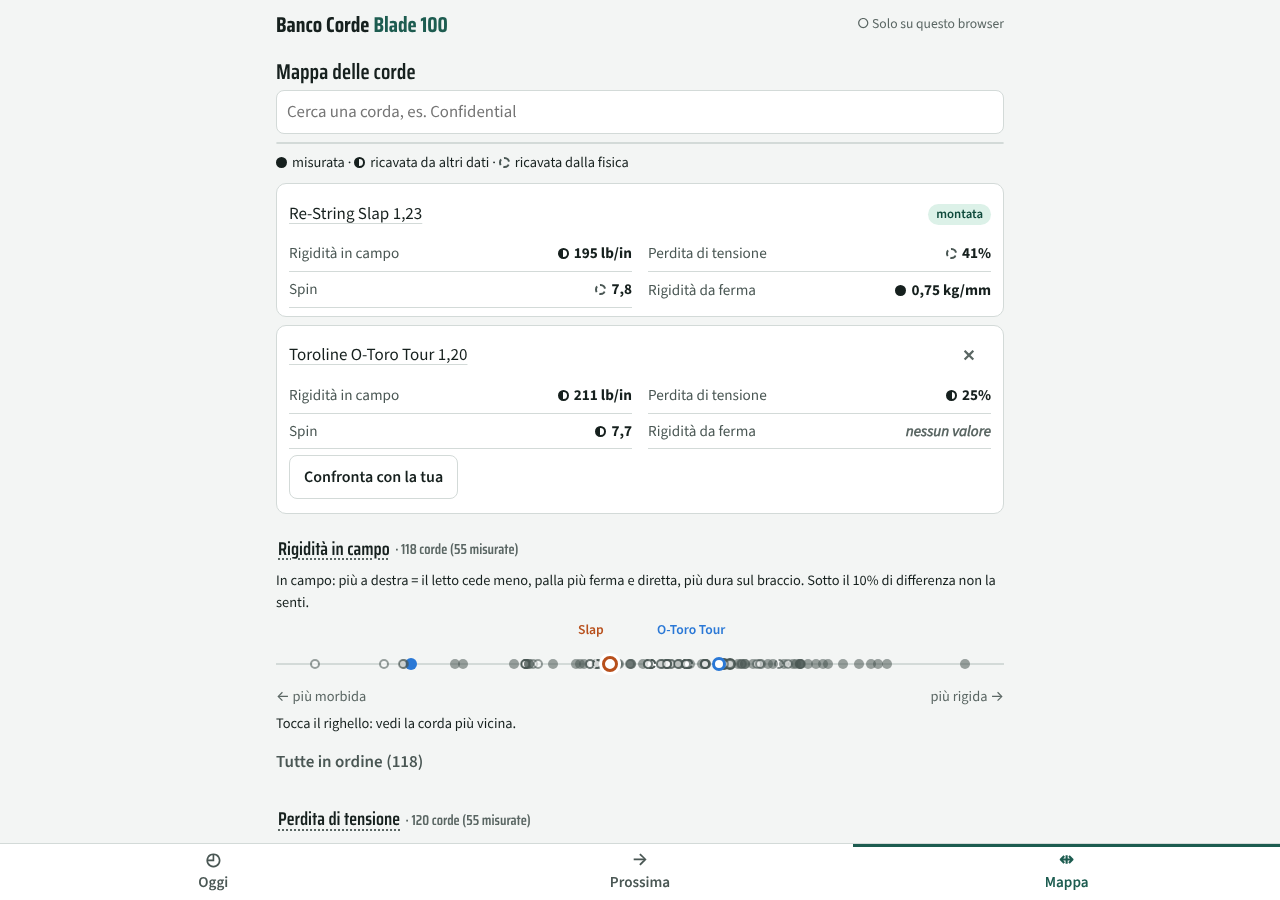 Banco Corde Blade 100
Solo su questo browser
Mappa delle corde
Cerca una corda, es. Confidential
misurata · ricavata da altri dati · ricavata dalla fisica
Re-String Slap 1,23
montata
Rigidità in campo 195 lb/in
Perdita di tensione 41%
Spin 7,8
Rigidità da ferma 0,75 kg/mm
Toroline O-Toro Tour 1,20
×
Rigidità in campo 211 lb/in
Perdita di tensione 25%
Spin 7,7
Rigidità da ferma nessun valore
Confronta con la tua
Rigidità in campo · 118 corde (55 misurate)
In campo: più a destra = il letto cede meno, palla più ferma e diretta, più dura sul braccio. Sotto il 10% di differenza non la
senti.
Slap O-Toro Tour
← più morbida più rigida →
Tocca il righello: vedi la corda più vicina.
Tutte in ordine (118)
Perdita di tensione · 120 corde (55 misurate)
Oggi Prossima Mappa